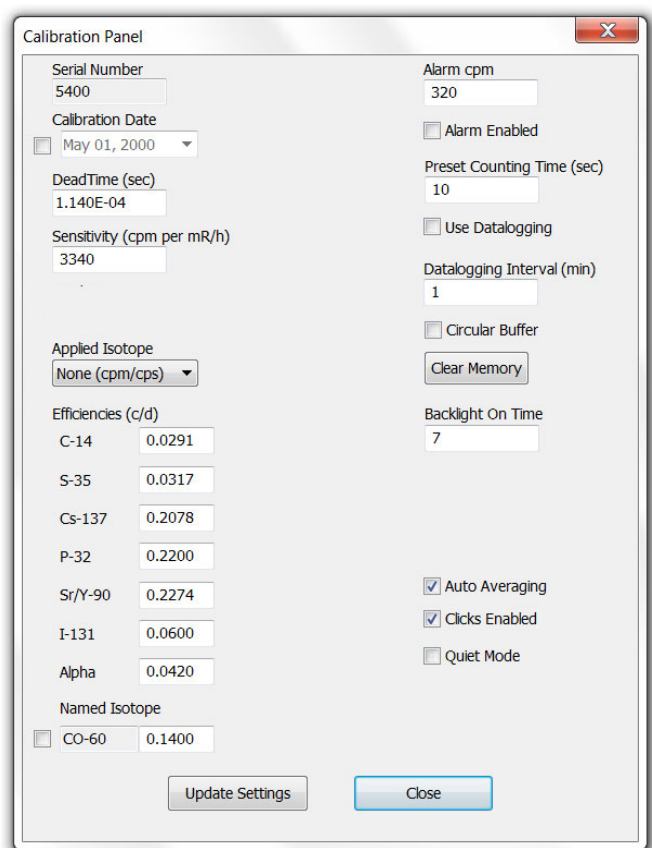 Calibration Panel
Serial Number
5400
Calibration Date
May 01, 2000
DeadTime (sec)
1.140E-04
Sensitivity (cpm per mR/h)
3340
Applied Isotope
None (cpm/cps)
Efficiencies (c/d)
C-14 0.0291
S-35 0.0317
Cs-137 0.2078
P-32 0.2200
Sr/Y-90 0.2274
I-131 0.0600
Alpha 0.0420
Named Isotope
CO-60 0.1400
Alarm cpm
320
Alarm Enabled
Preset Counting Time (sec)
10
Use Datalogging
Datalogging Interval (min)
1
Circular Buffer
Clear Memory
Backlight On Time
7
Auto Averaging
Clicks Enabled
Quiet Mode
Update Settings Close